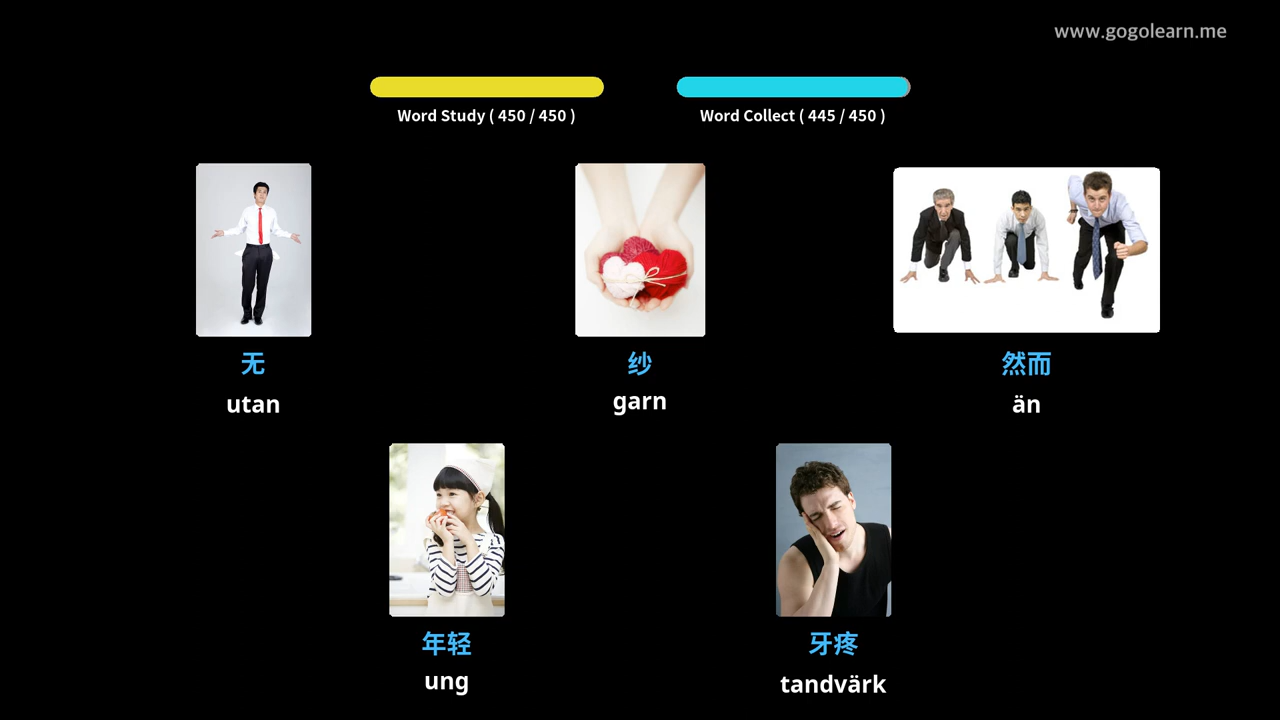 www.gogolearn.me
Word Study ( 450 / 450 )
Word Collect ( 445 / 450 )
无
纱
然而
utan
garn
än
年轻
牙疼
ung
tandvärk